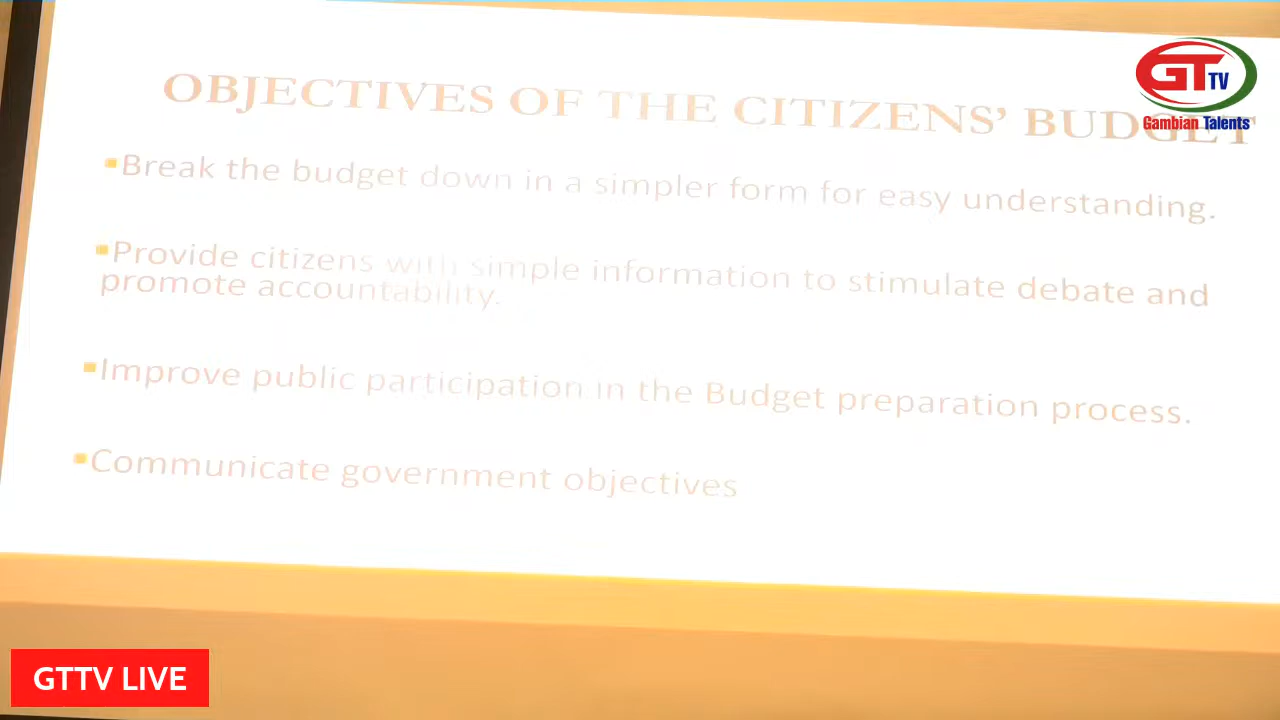 OBJECTIVES OF THE CITIZENS' BUDGET
GT TV
Gambian Talents
Break the budget down in a simpler form for easy understanding.
Provide citizens with simple information to stimulate debate and
promote accountability.
Improve public participation in the Budget preparation process.
Communicate government objectives
GTTV LIVE